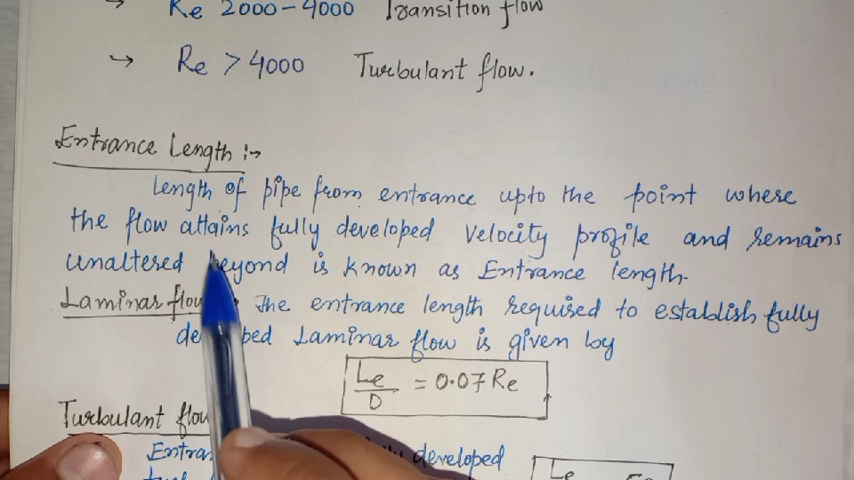 → Re 2000-4000 Transition flow
→ Re > 4000 Turbulant flow.
Entrance Length :-
Length of pipe from entrance upto the point where
the flow attains fully developed velocity profile and remains
unaltered beyond is known as Entrance length.
Laminar flow The entrance length required to establish fully
Laminar flow is given by
Le/D = 0.07 Re
Turbulant flow
developed
Le